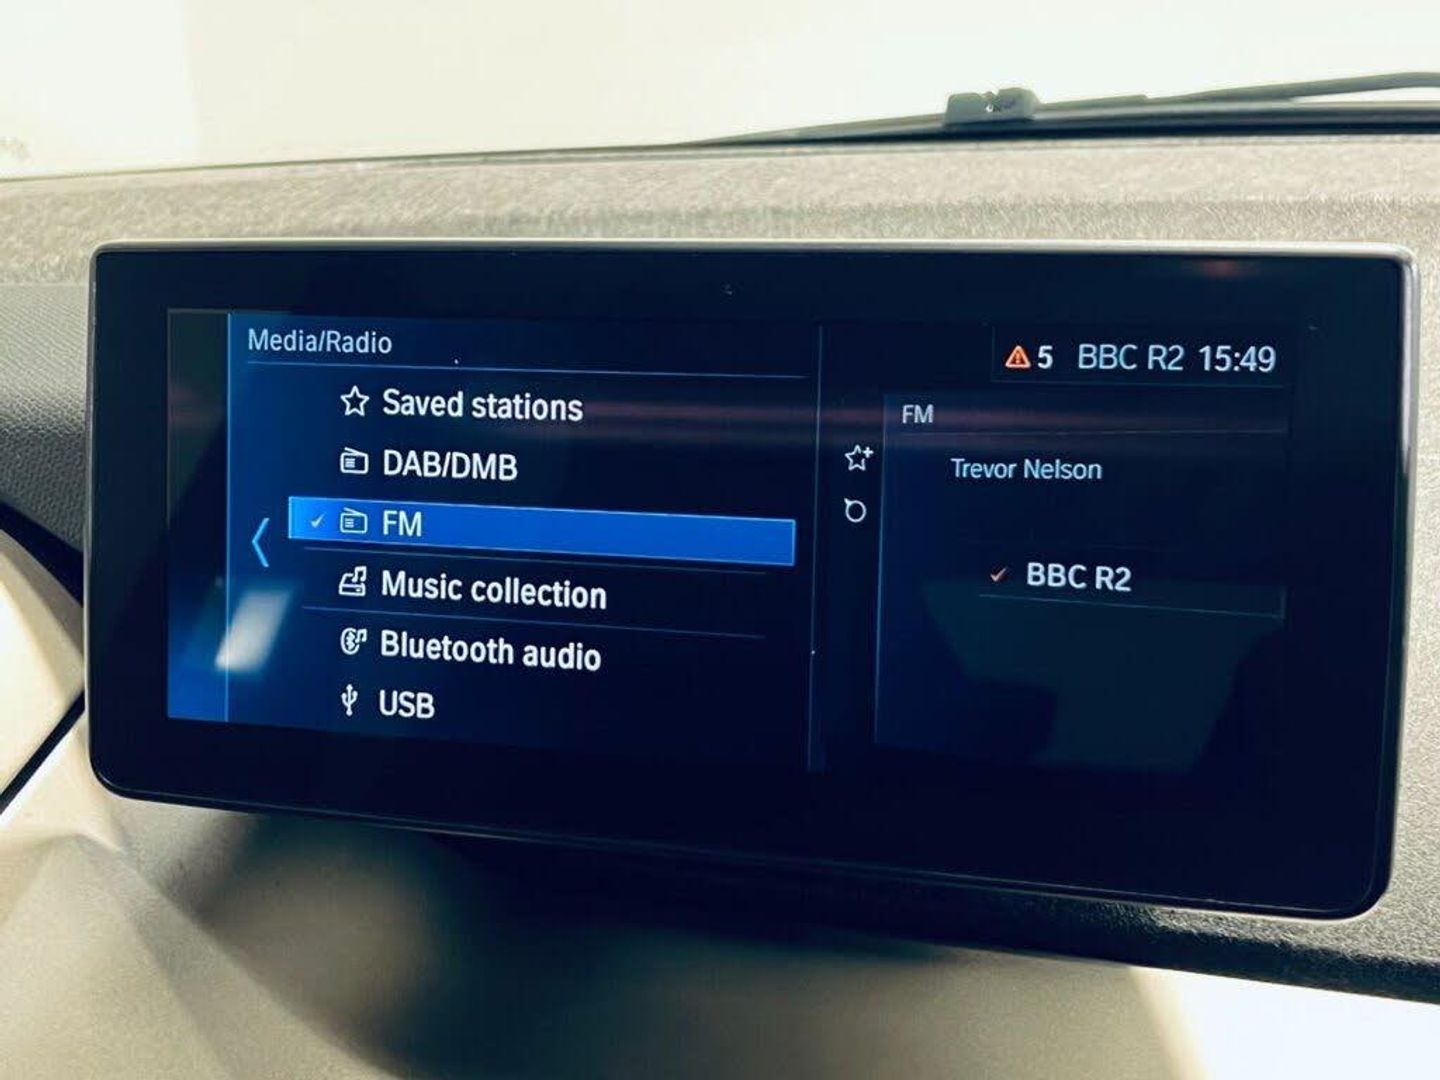 Media/Radio
Saved stations
DAB/DMB
FM
Music collection
Bluetooth audio
USB
5 BBC R2 15:49
FM
Trevor Nelson
BBC R2